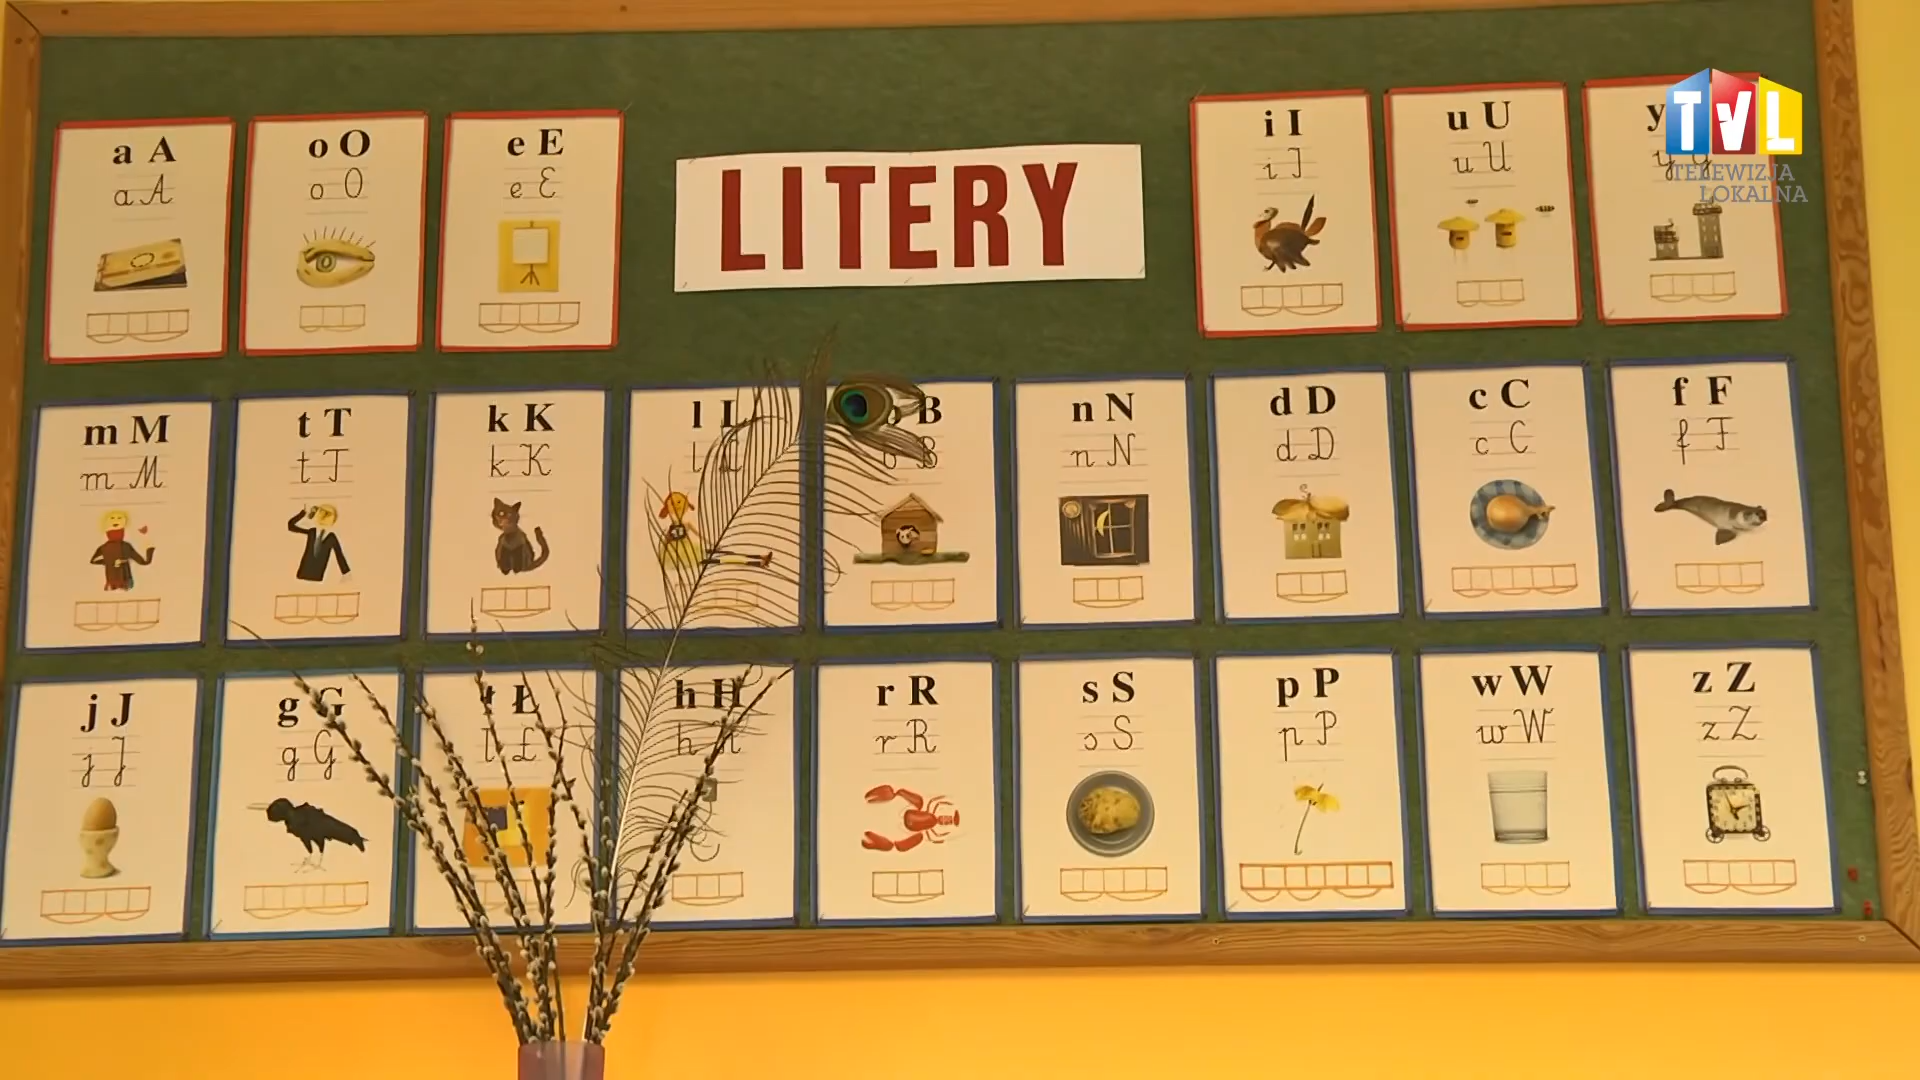 a A
a A
o O
o O
e E
e E
LITERY
i I
i I
u U
u U
y
y y
TVL
TELEWIZJA
LOKALNA
m M
m M
t T
t T
k K
k K
l L
l L
b B
b B
n N
n N
d D
d D
c C
c C
f F
f F
j J
j J
g G
g G
ł Ł
ł Ł
h H
h H
r R
r R
s S
s S
p P
p P
w W
w W
z Z
z Z